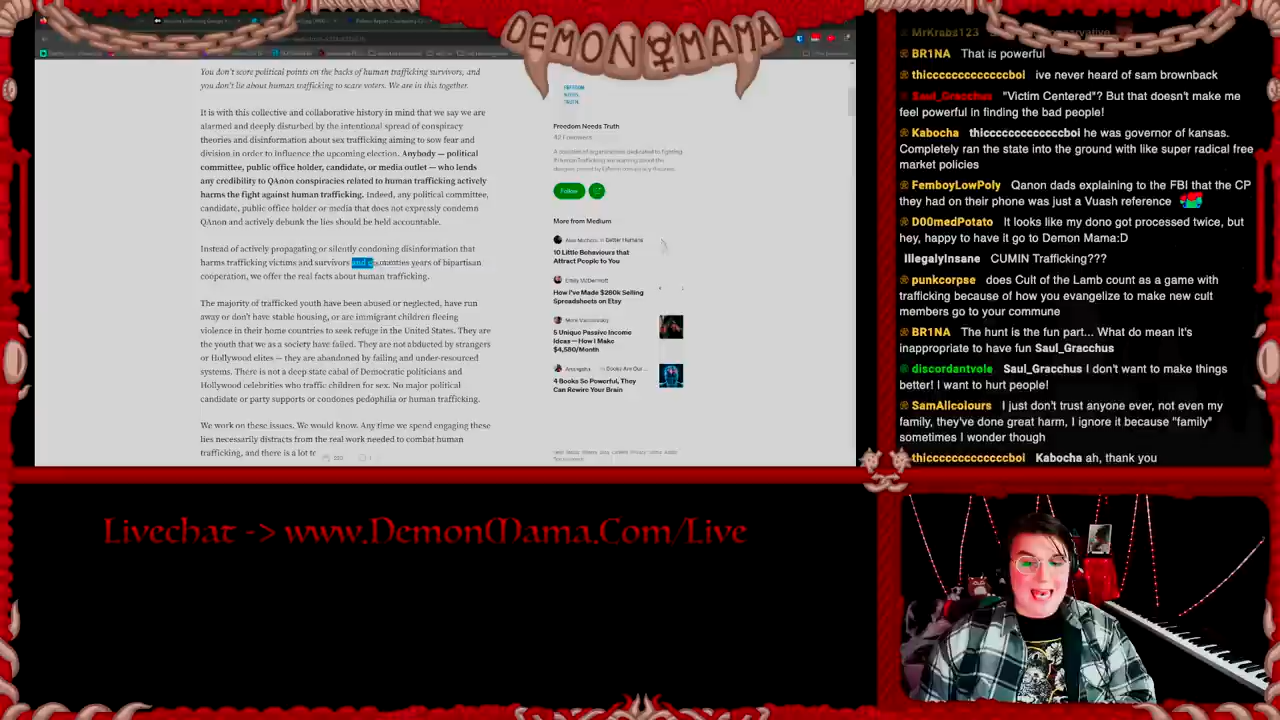 DEMON MAMA
You don't score political points on the backs of human trafficking survivors, and
you don't lie about human trafficking to scare voters. We are in this together.
It is with this collective and collaborative history in mind that we say we are
alarmed and deeply disturbed by the intentional spread of conspiracy
theories and disinformation about sex trafficking aiming to sow fear and
division in order to influence the upcoming election. Anybody — political
committee, public office holder, candidate, or media outlet — who lends
any credibility to QAnon conspiracies related to human trafficking actively
harms the fight against human trafficking. Indeed, any political committee,
candidate, public office holder or media that does not expressly condemn
QAnon and actively debunk the lies should be held accountable.
Instead of actively propagating or silently condoning disinformation that
harms trafficking victims and survivors and countries years of bipartisan
cooperation, we offer the real facts about human trafficking.
The majority of trafficked youth have been abused or neglected, have run
away or don't have stable housing, or are immigrant children fleeing
violence in their home countries to seek refuge in the United States. They are
the youth that we as a society have failed. They are not abducted by strangers
or Hollywood elites — they are abandoned by failing and under-resourced
systems. There is not a deep state cabal of Democratic politicians and
Hollywood celebrities who traffic children for sex. No major political
candidate or party supports or condones pedophilia or human trafficking.
We work on these issues. We would know. Any time we spend engaging these
lies necessarily distracts from the real work needed to combat human
trafficking, and there is a lot
FREEDOM
NEEDS
TRUTH
Freedom Needs Truth
Follow
More from Medium
10 Little Behaviours that
Attract People to You
Emily McDermott
How I've Made $260k Selling
Spreadsheets on Etsy
5 Unique Passive Income
Ideas — How I Make
$4,580/Month
4 Books So Powerful, They
Can Rewire Your Brain
MrKrabs123
BR1NA That is powerful
thicccccccccccccboi ive never heard of sam brownback
Saul_Gracchus "Victim Centered"? But that doesn't make me
feel powerful in finding the bad people!
Kabocha thicccccccccccccboi he was governor of kansas.
Completely ran the state into the ground with like super radical free
market policies
FemboyLowPoly Qanon dads explaining to the FBI that the CP
they had on their phone was just a Vuash reference
D00medPotato It looks like my dono got processed twice, but
hey, happy to have it go to Demon Mama:D
IllegalyInsane CUMIN Trafficking???
punkcorpse does Cult of the Lamb count as a game with
trafficking because of how you evangelize to make new cult
members go to your commune
BR1NA The hunt is the fun part... What do mean it's
inappropriate to have fun Saul_Gracchus
discordantvole Saul_Gracchus I don't want to make things
better! I want to hurt people!
SamAllcolours I just don't trust anyone ever, not even my
family, they've done great harm, I ignore it because "family"
sometimes I wonder though
thicccccccccccccboi Kabocha ah, thank you
Livechat -> www.DemonMama.Com/Live